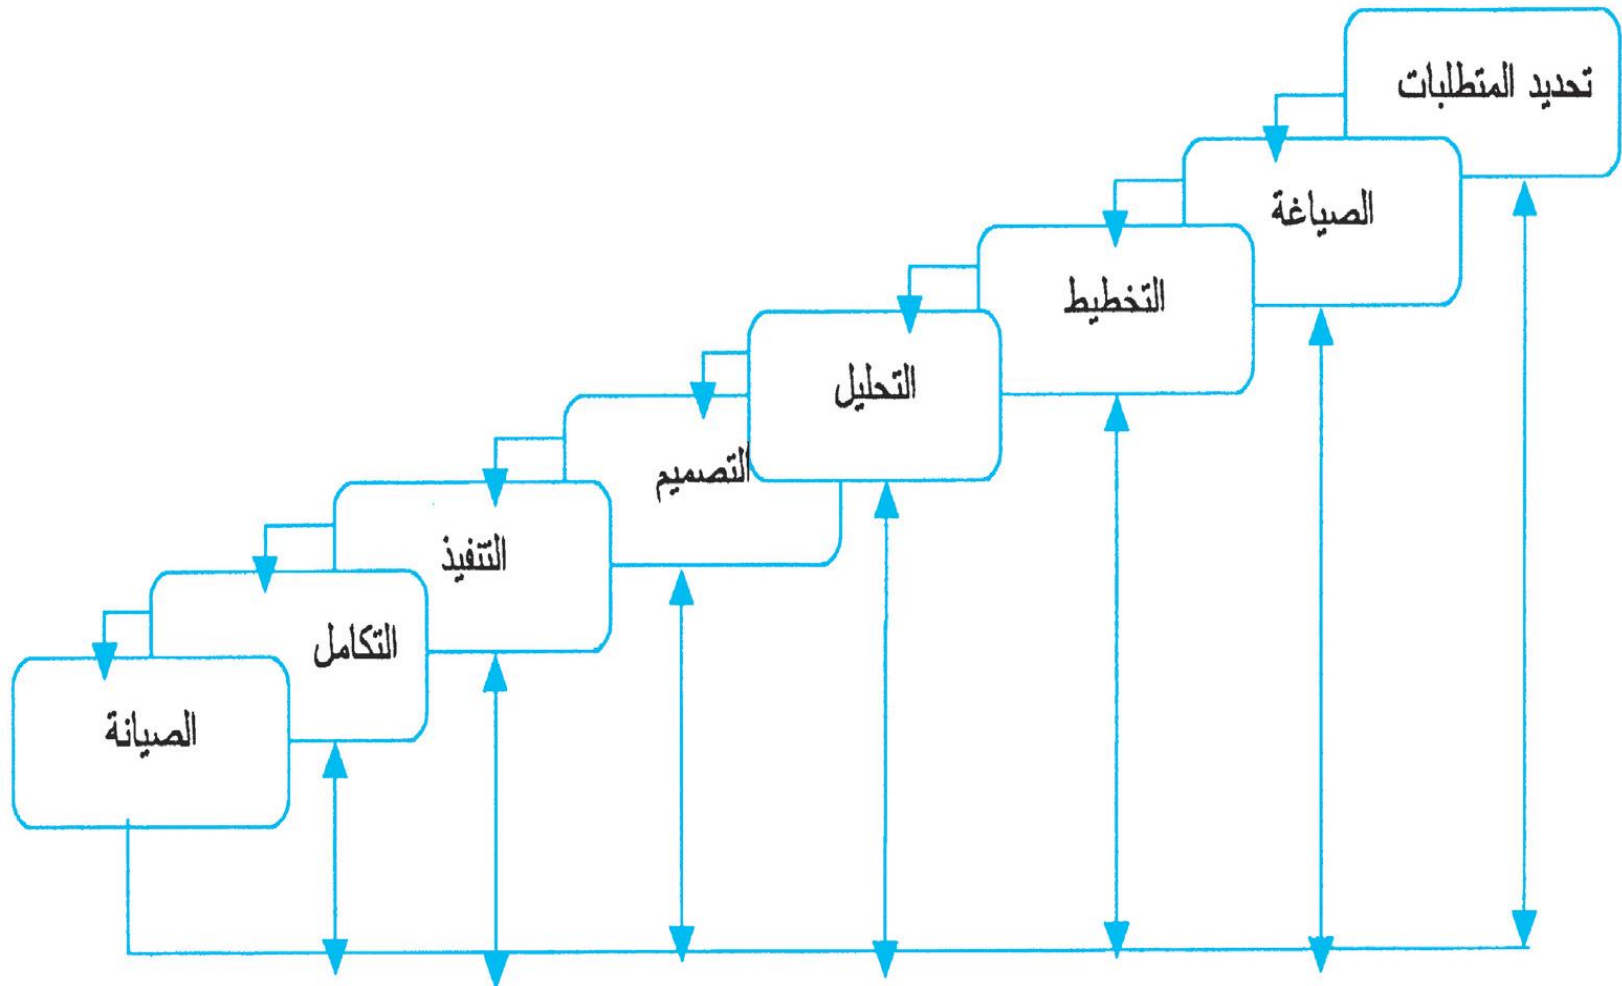 تحديد المتطلبات
الصياغة
التخطيط
التحليل
التصميم
التنفيذ
التكامل
الصيانة